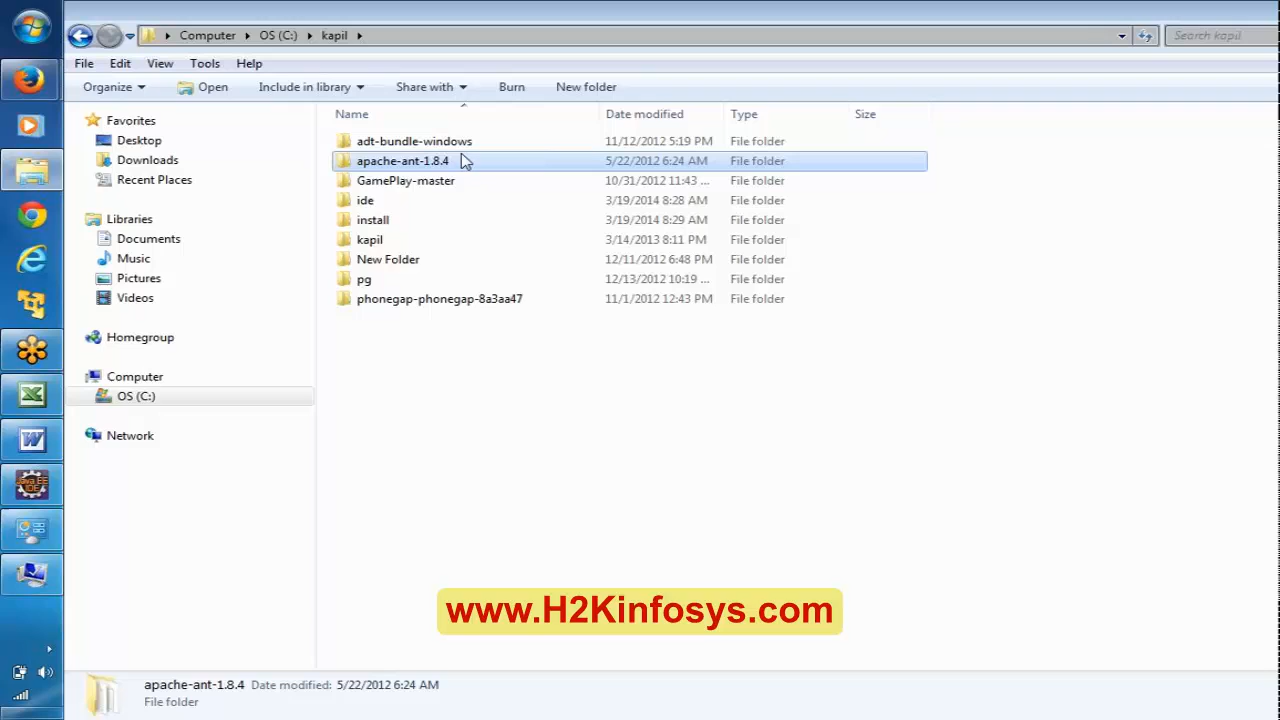 Computer OS (C:) kapil Search kapil
File Edit View Tools Help
Organize Open Include in library Share with Burn New folder
Name Date modified Type Size
Favorites
Desktop
Downloads
Recent Places
Libraries
Documents
Music
Pictures
Videos
Homegroup
Computer
OS (C:)
Network
adt-bundle-windows 11/12/2012 5:19 PM File folder
apache-ant-1.8.4 5/22/2012 6:24 AM File folder
GamePlay-master 10/31/2012 11:43 ... File folder
ide 3/19/2014 8:28 AM File folder
install 3/19/2014 8:29 AM File folder
kapil 3/14/2013 8:11 PM File folder
New Folder 12/11/2012 6:48 PM File folder
pg 12/13/2012 10:19 ... File folder
phonegap-phonegap-8a3aa47 11/1/2012 12:43 PM File folder
Java EE
IDE
www.H2Kinfosys.com
apache-ant-1.8.4 Date modified: 5/22/2012 6:24 AM
File folder